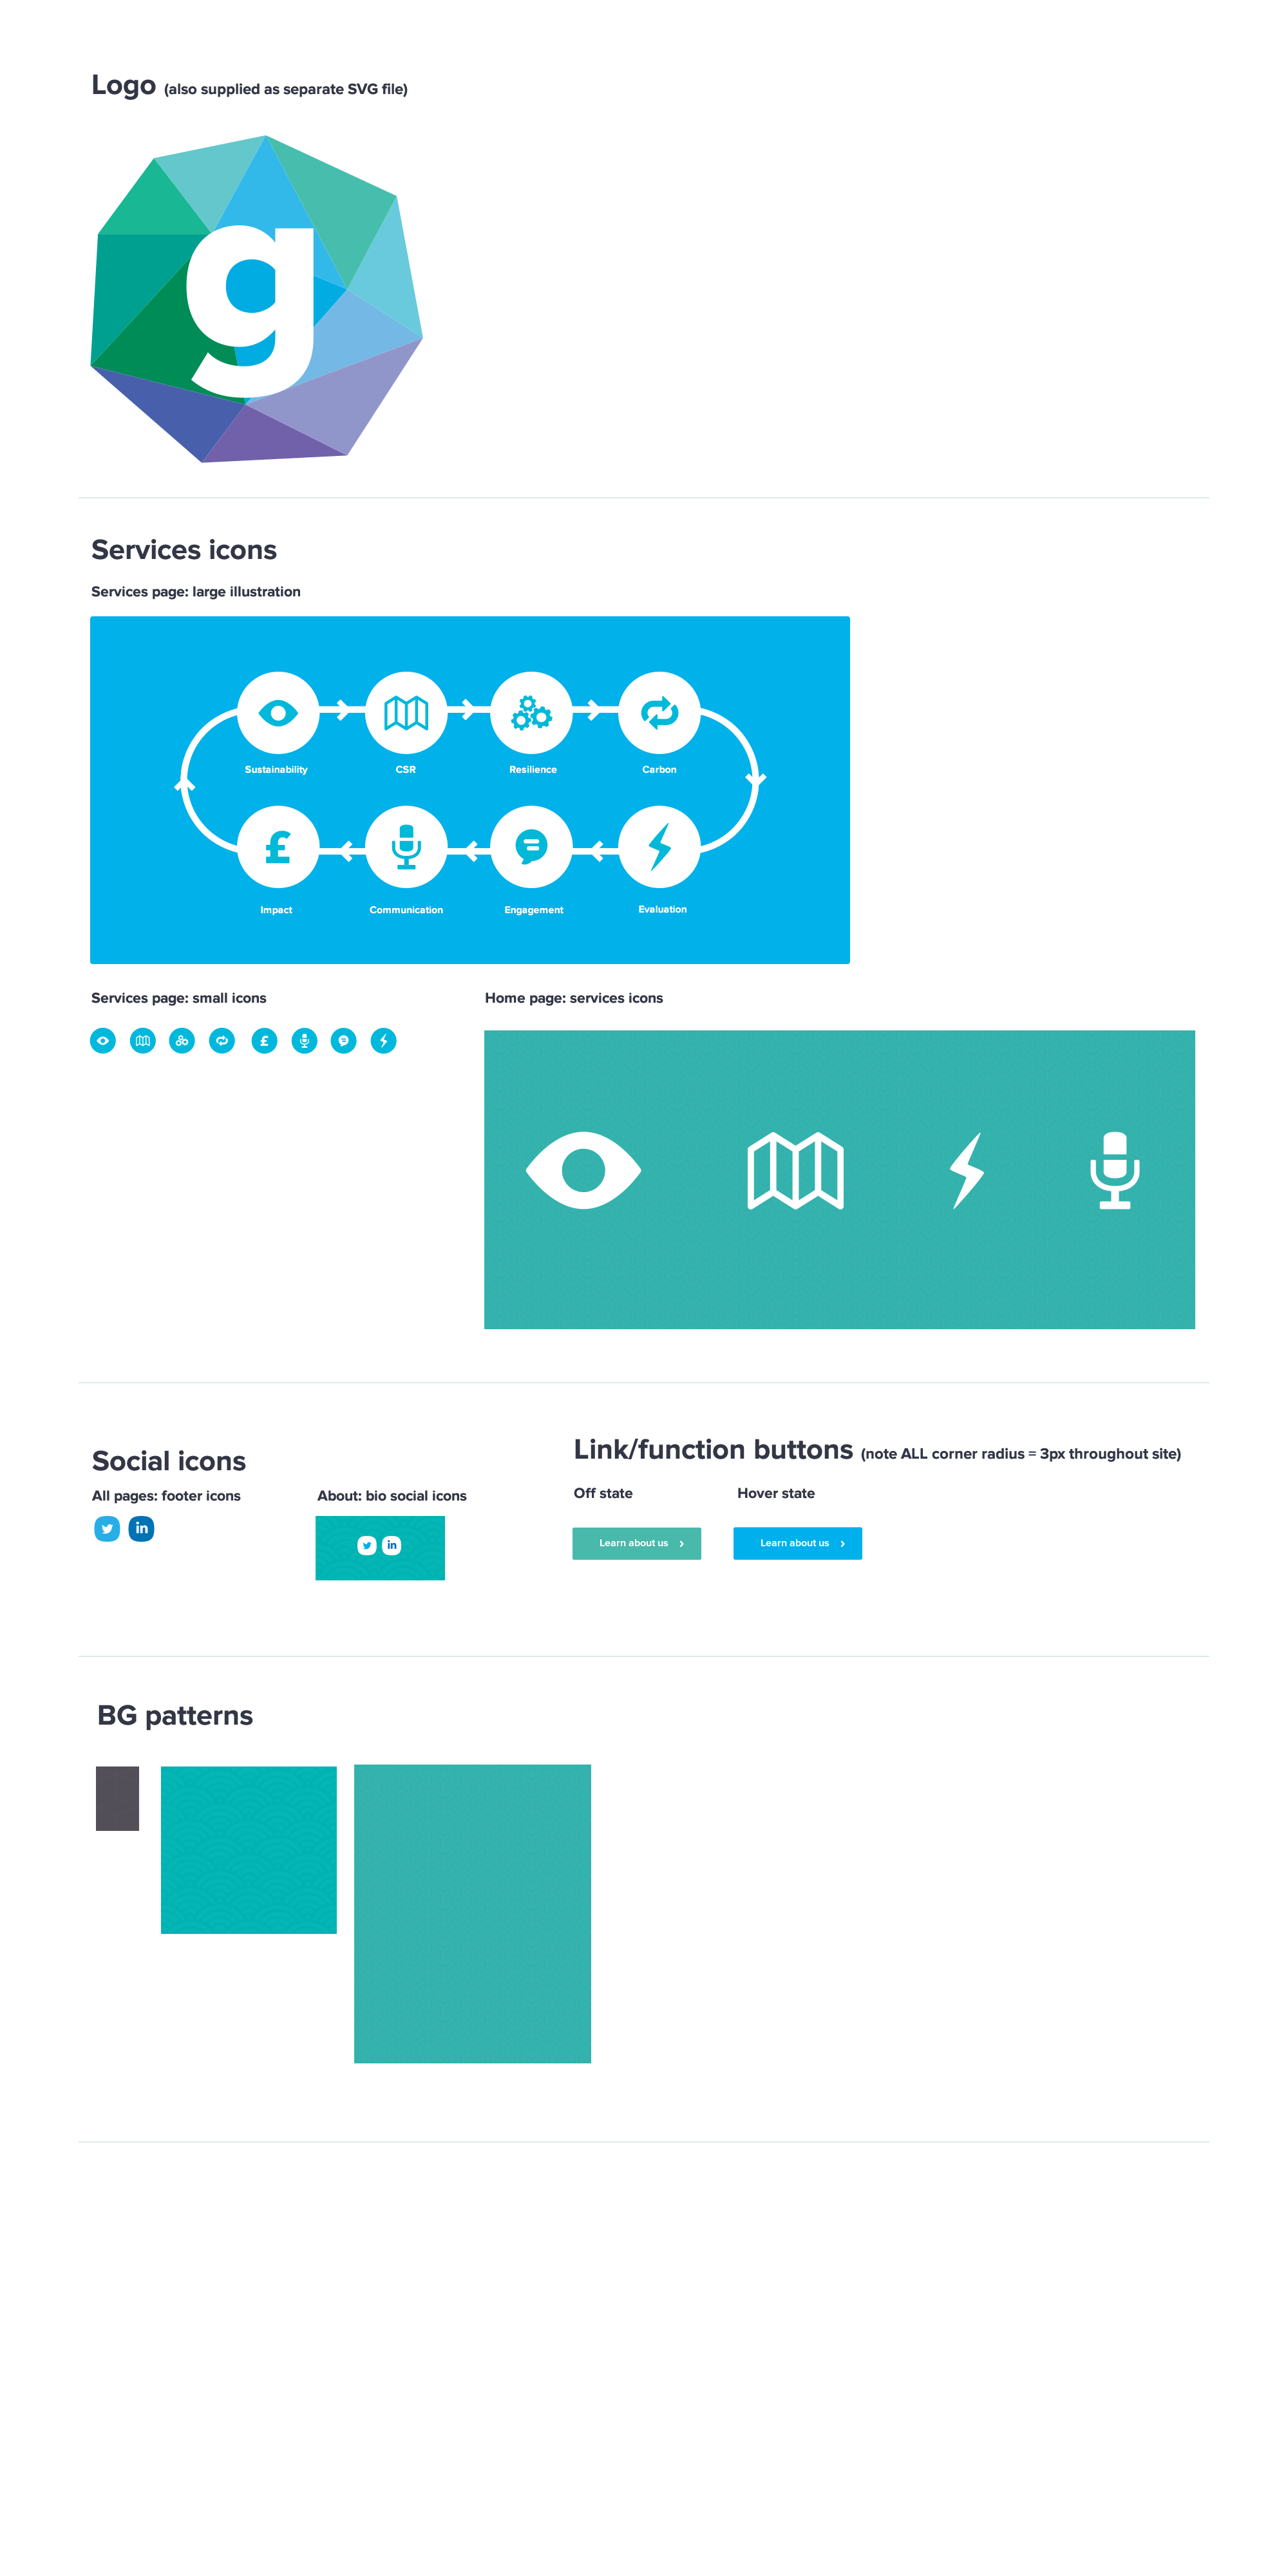 Logo (also supplied as separate SVG file)
g
Services icons
Services page: large illustration
Sustainability
CSR
Resilience
Carbon
£
Impact
Communication
Engagement
Evaluation
Services page: small icons
£
Home page: services icons
Social icons
All pages: footer icons
in
About: bio social icons
in
Link/function buttons (note ALL corner radius = 3px throughout site)
Off state
Hover state
Learn about us ›
Learn about us ›
BG patterns